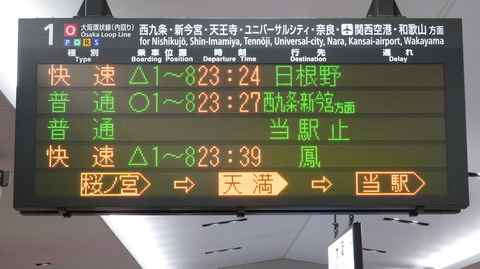 1 O 大阪環状線(内回り) 西九条・新今宮・天王寺・ユニバーサルシティ・奈良・関西空港・和歌山 方面
Osaka Loop Line for Nishikujō, Shin-Imamiya, Tennōji, Universal-city, Nara, Kansai-airport, Wakayama
P Q R S
種別 乗車位置 時刻 行先 遅れ
Type Boarding Position Departure Time Destination Delay
快速 △1~8 23:24 日根野
普通 ○1~8 23:27 西九条・新今宮方面
普通 当駅止
快速 △1~8 23:39 鳳
桜ノ宮 ⇨ 天満 ⇨ 当駅